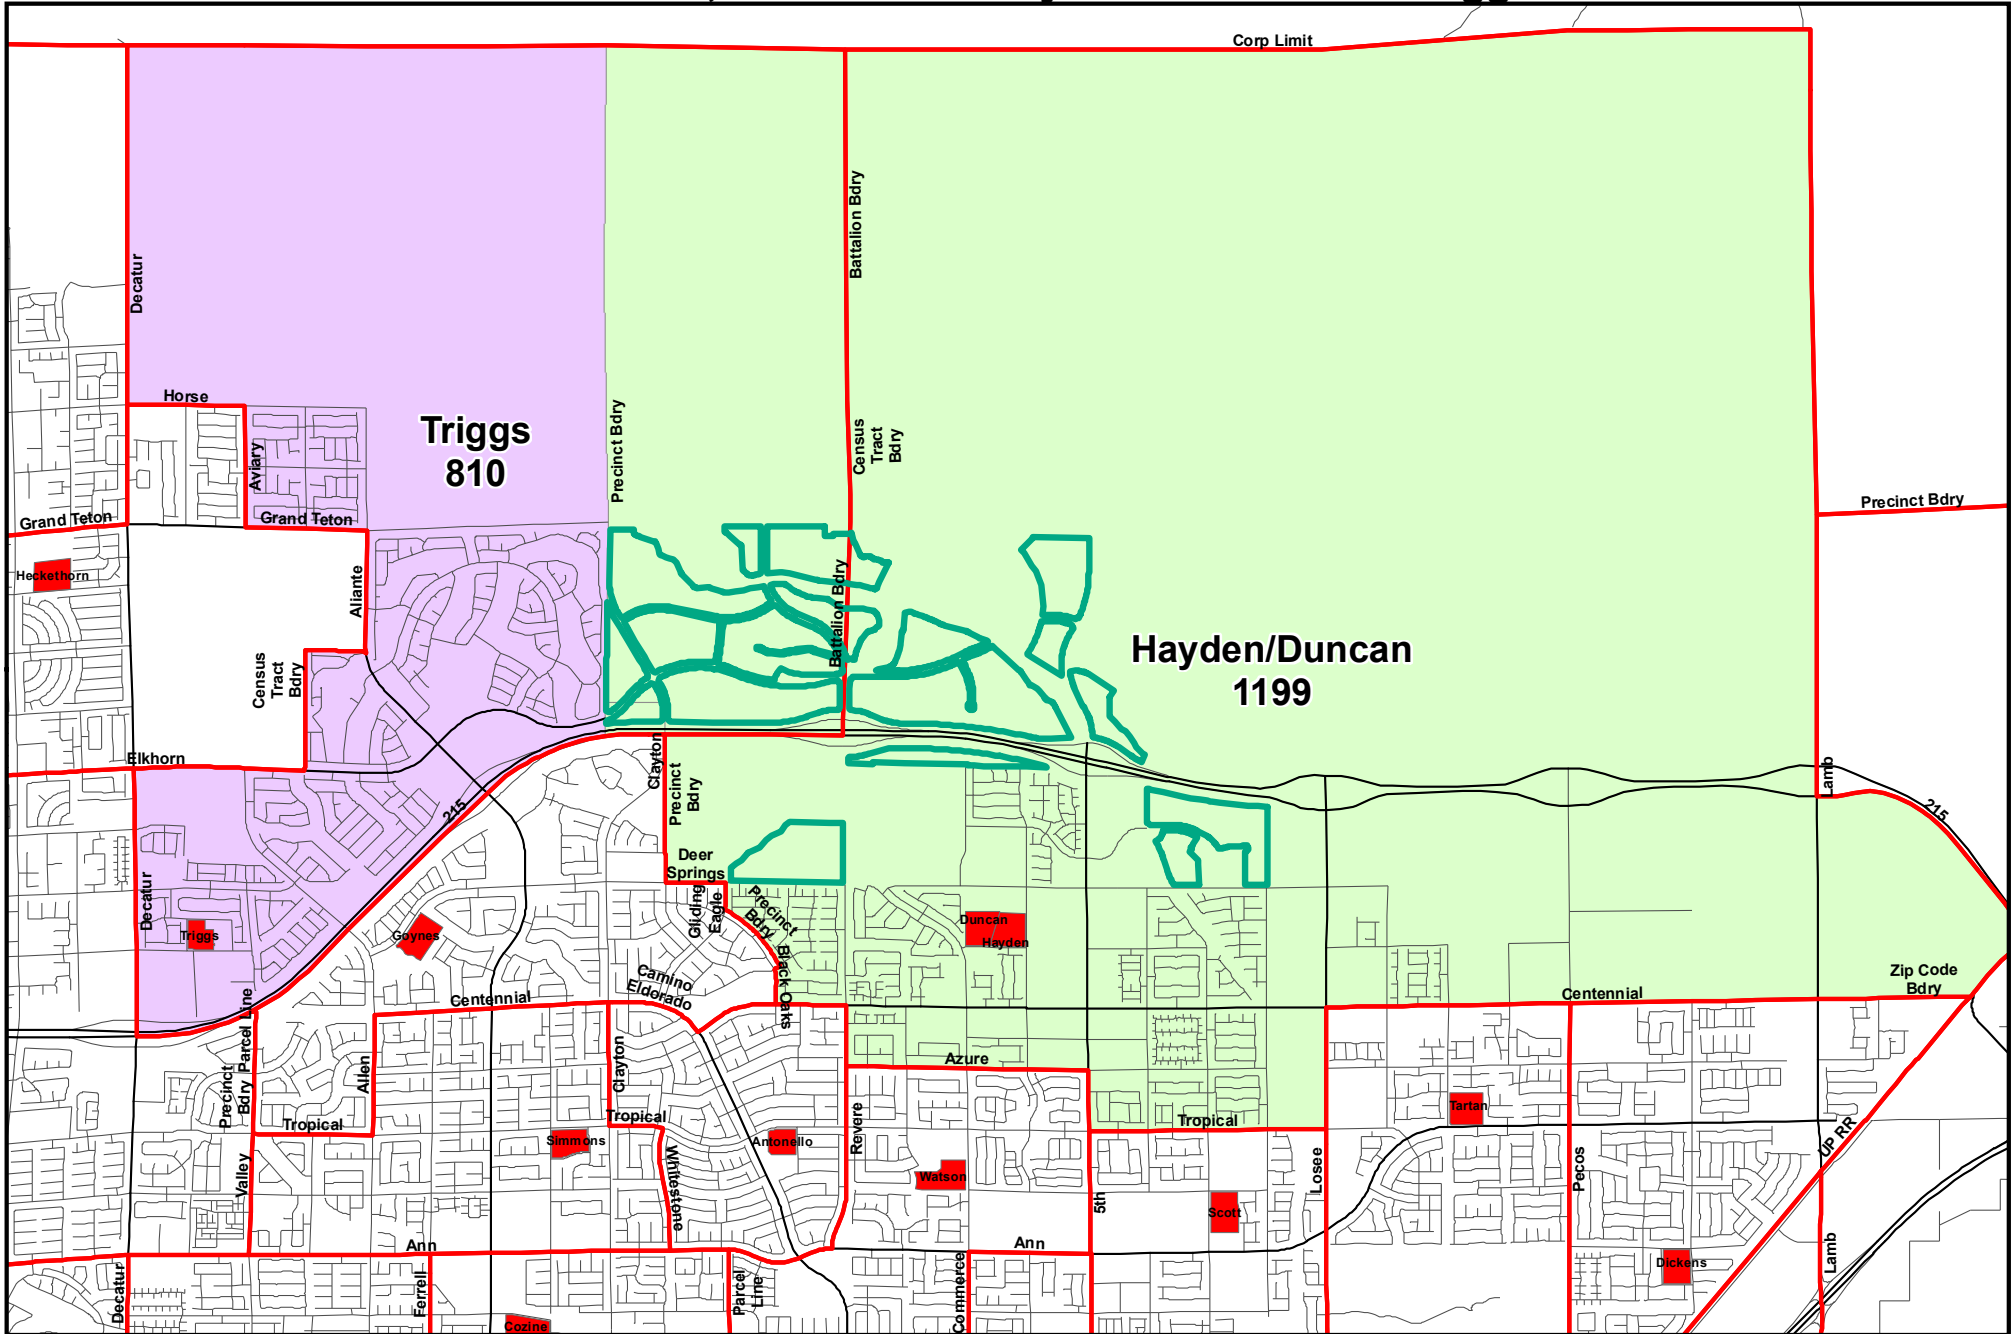 Corp Limit
Battalion Bdry
Decatur
Horse
Aviary
Triggs
810
Precinct Bdry
Census
Tract
Bdry
Grand Teton
Grand Teton
Precinct Bdry
Heckethorn
Aliante
Battalion Bdry
Hayden/Duncan
1199
Census
Tract
Bdry
Elkhorn
Clayton
Precinct
Bdry
Lamb
215
215
Deer
Springs
Decatur
Gliding
Eagle
Precinct
Bdry
Triggs
Goynes
Duncan
Hayden
Black Oaks
Camino
Eldorado
Centennial
Centennial
Zip Code
Bdry
Parcel Line
Precinct
Bdry
Allen
Clayton
Azure
Tropical
Tropical
Tropical
Simmons
Antonello
Revere
Watson
Tartan
UP RR
Valley
Whitestone
5th
Scott
Losee
Pecos
Ann
Ann
Decatur
Ferrell
Parcel
Line
Commerce
Dickens
Lamb
Cozine